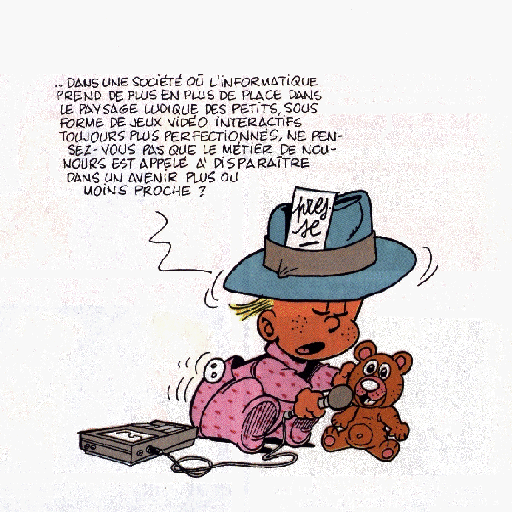 .. DANS UNE SOCIÉTÉ OÙ L'INFORMATIQUE
PREND DE PLUS EN PLUS DE PLACE DANS
LE PAYSAGE LUDIQUE DES PETITS, SOUS
FORME DE JEUX VIDÉO INTERACTIFS
TOUJOURS PLUS PERFECTIONNÉS, NE PEN-
SEZ-VOUS PAS QUE LE MÉTIER DE NOU-
NOURS EST APPELÉ À DISPARAÎTRE
DANS UN AVENIR PLUS OU
MOINS PROCHE ?
pres-
se